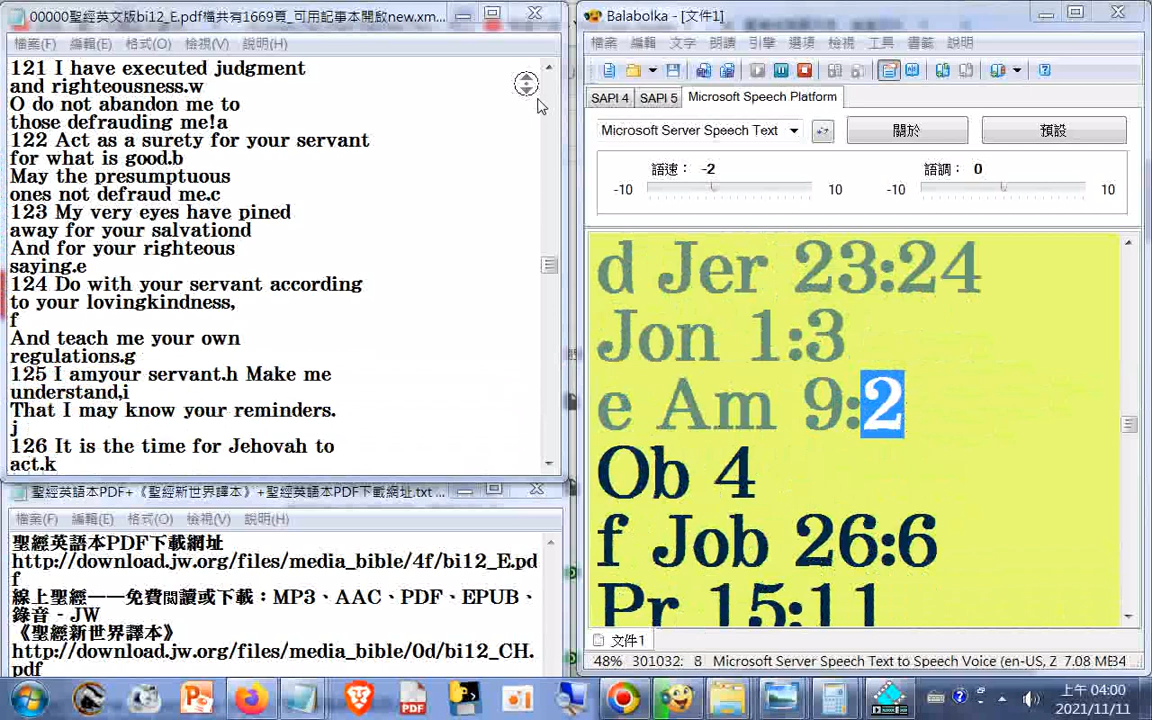 00000聖經英文版bi12_E.pdf檔共有1669頁_可用記事本開啟new.xm...
檔案(F) 編輯(E) 格式(O) 檢視(V) 說明(H)
121 I have executed judgment
and righteousness.w
O do not abandon me to
those defrauding me!a
122 Act as a surety for your servant
for what is good.b
May the presumptuous
ones not defraud me.c
123 My very eyes have pined
away for your salvationd
And for your righteous
saying.e
124 Do with your servant according
to your lovingkindness,
f
And teach me your own
regulations.g
125 I amyour servant.h Make me
understand,i
That I may know your reminders.
j
126 It is the time for Jehovah to
act.k
聖經英語本PDF+《聖經新世界譯本》+聖經英語本PDF下載網址.txt ...
檔案(F) 編輯(E) 格式(O) 檢視(V) 說明(H)
聖經英語本PDF下載網址
http://download.jw.org/files/media_bible/4f/bi12_E.pd
f
線上聖經──免費閱讀或下載：MP3、AAC、PDF、EPUB、
錄音 - JW
《聖經新世界譯本》
http://download.jw.org/files/media_bible/0d/bi12_CH.
pdf
Balabolka - [文件1]
檔案 編輯 文字 朗讀 引擎 選項 檢視 工具 書籤 說明
SAPI 4 SAPI 5 Microsoft Speech Platform
Microsoft Server Speech Text 關於 預設
語速： -2 語調： 0
-10 10 -10 10
d Jer 23:24
Jon 1:3
e Am 9:2
Ob 4
f Job 26:6
Pr 15:11
文件1
48% 301032: 8 Microsoft Server Speech Text to Speech Voice (en-US, Z 7.08 MB
上午 04:00
2021/11/11